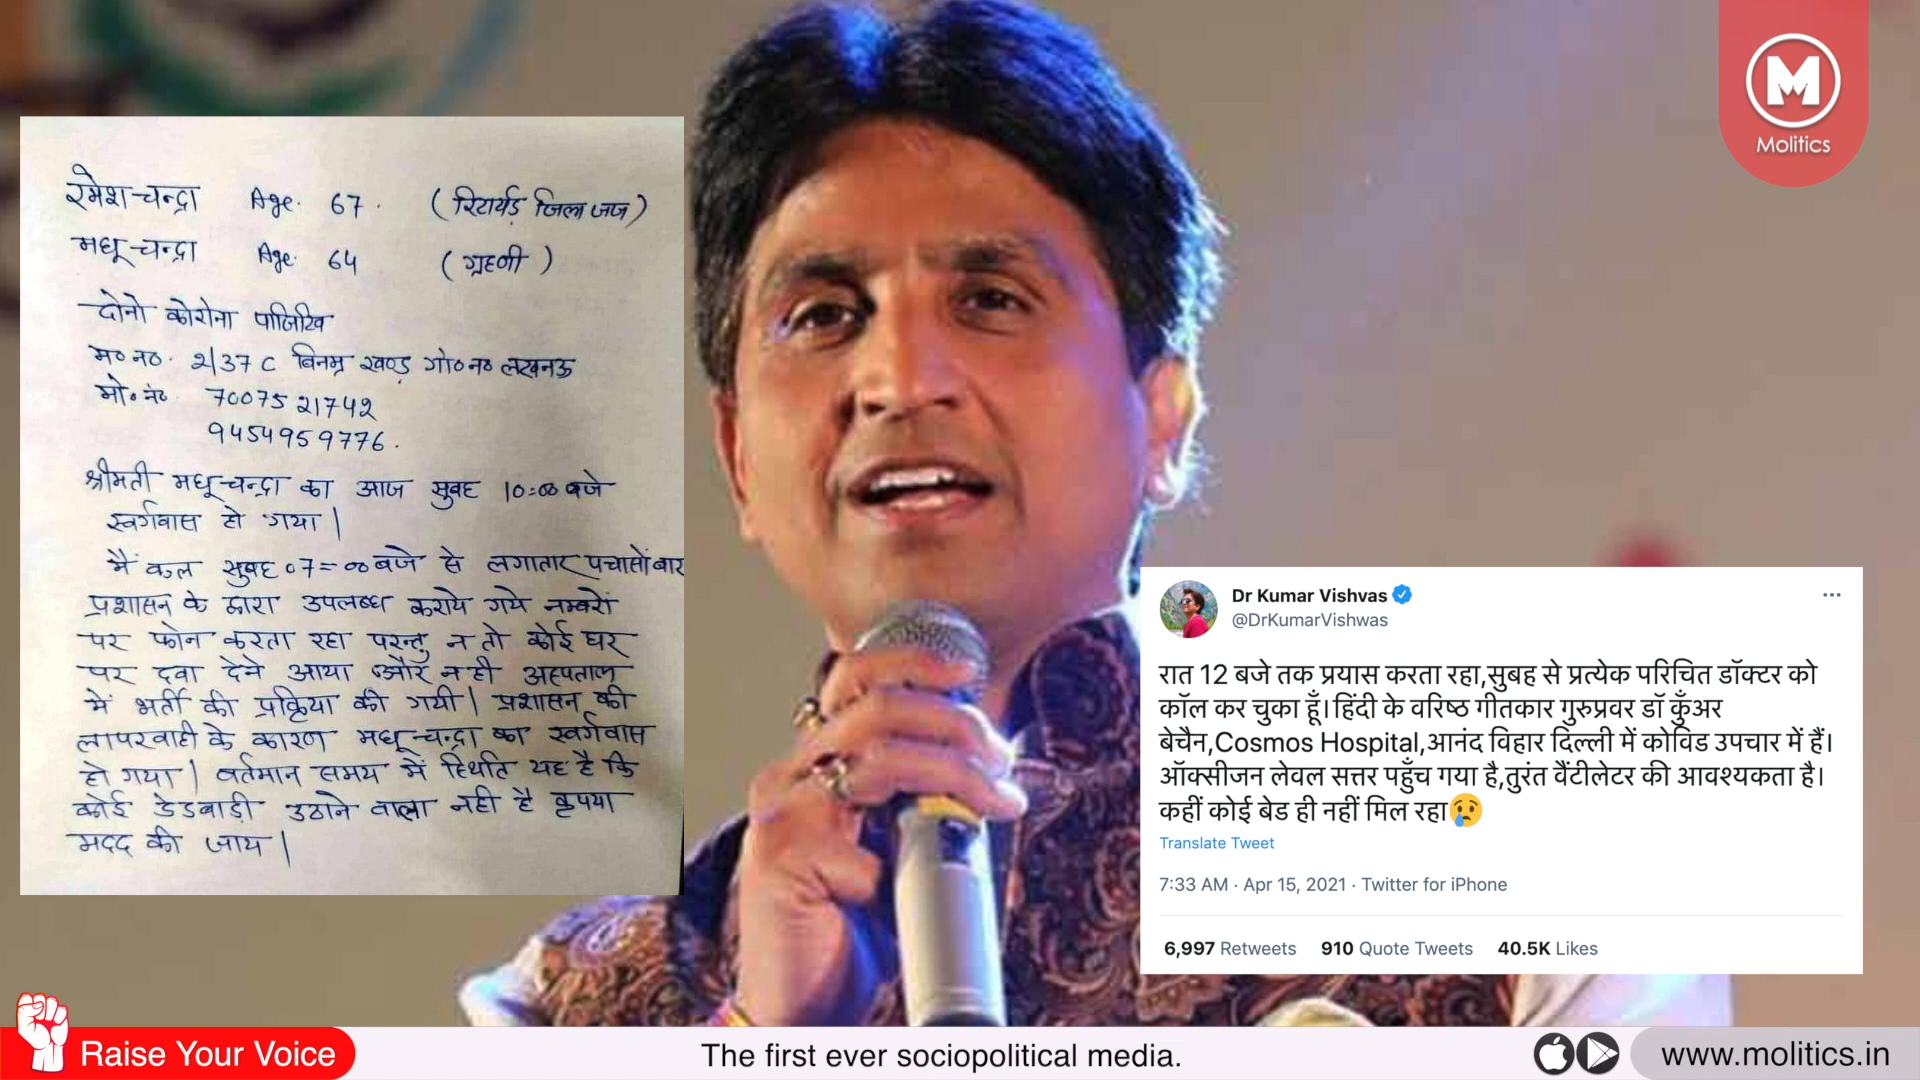 रमेश-चन्द्रा Age. 67. (रिटार्यड जिला जज)
मधू-चन्द्रा Age. 64 (ग्रहणी)
दोनो कोरोना पाजिटिव
म० न०. 2/37 C विनम्र खण्ड गो० न० लखनऊ
मो. नं० 7007521742
9454959776.
श्रीमती मधू-चन्द्रा का आज सुबह 10=00 बजे
स्वर्गवास हो गया|
मैं कल सुबह 07=00 बजे से लगातार पचासों बार
प्रशासन के द्वारा उपलब्ध कराये गये नम्बरों
पर फोन करता रहा परन्तु न तो कोई घर
पर दवा देने आया और न ही अस्पताल
में भर्ती की प्रक्रिया की गयी| प्रशासन की
लापरवाही के कारण मधू-चन्द्रा का स्वर्गवास
हो गया| वर्तमान समय में स्थिति यह है कि
कोई डेडबाड़ी उठाने वाला नही है कृपया
मदद की जाय|
M
Molitics
Dr Kumar Vishvas
@DrKumarVishwas
रात 12 बजे तक प्रयास करता रहा,सुबह से प्रत्येक परिचित डॉक्टर को
कॉल कर चुका हूँ।हिंदी के वरिष्ठ गीतकार गुरुप्रवर डॉ कुँअर
बेचैन,Cosmos Hospital,आनंद विहार दिल्ली में कोविड उपचार में हैं।
ऑक्सीजन लेवल सत्तर पहुँच गया है,तुरंत वैंटीलेटर की आवश्यकता है।
कहीं कोई बेड ही नहीं मिल रहा😢
Translate Tweet
7:33 AM · Apr 15, 2021 · Twitter for iPhone
6,997 Retweets 910 Quote Tweets 40.5K Likes
Raise Your Voice
The first ever sociopolitical media.
www.molitics.in